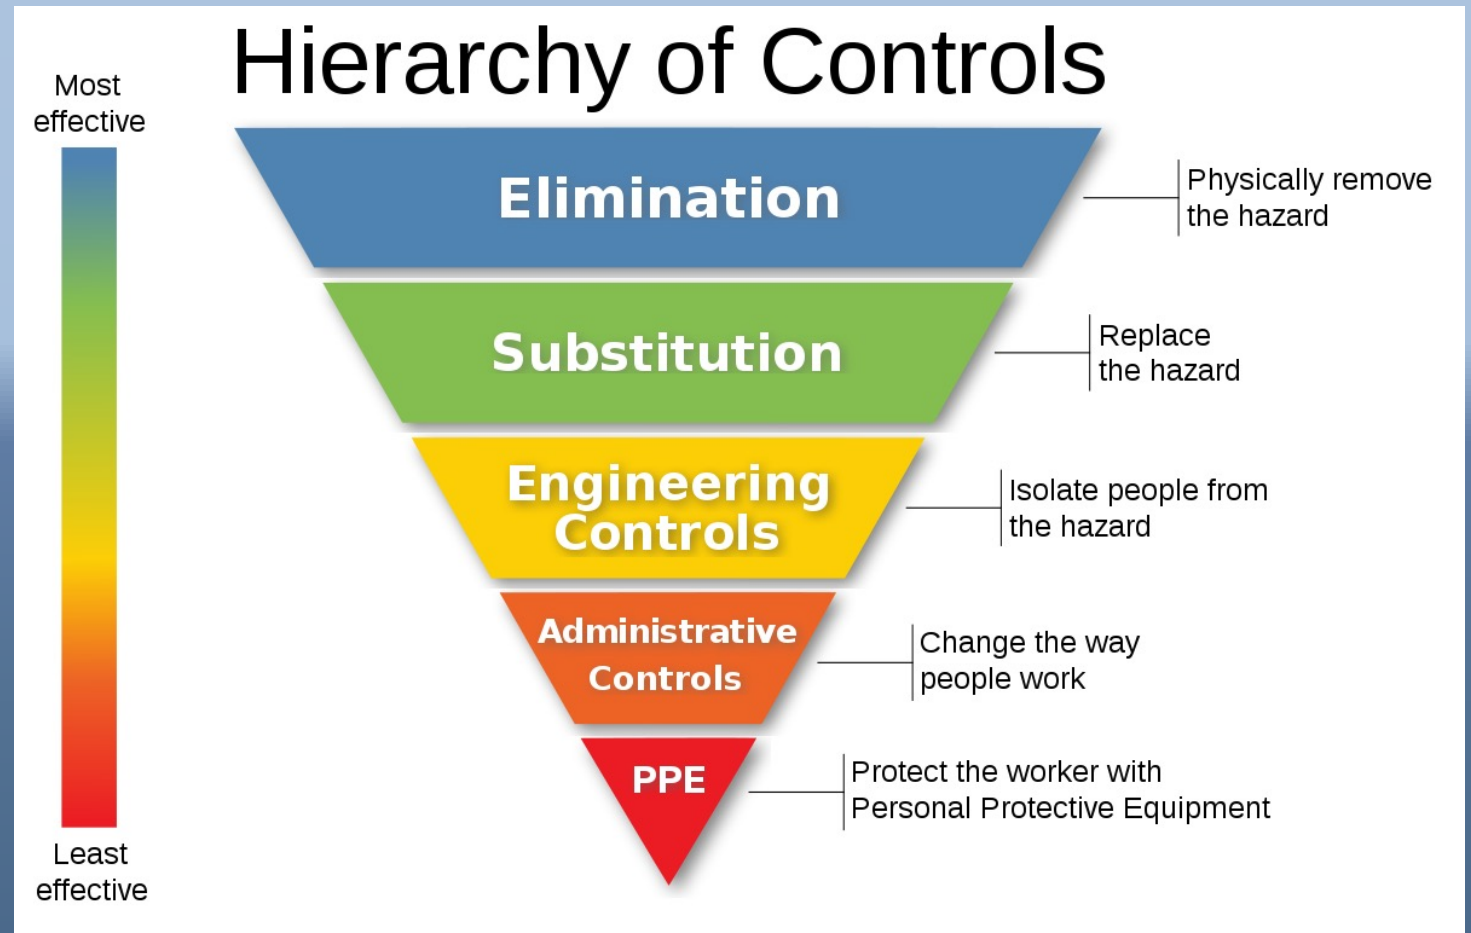 Hierarchy of Controls
Most
effective
Elimination
Physically remove
the hazard
Substitution
Replace
the hazard
Engineering
Controls
Isolate people from
the hazard
Administrative
Controls
Change the way
people work
PPE
Protect the worker with
Personal Protective Equipment
Least
effective